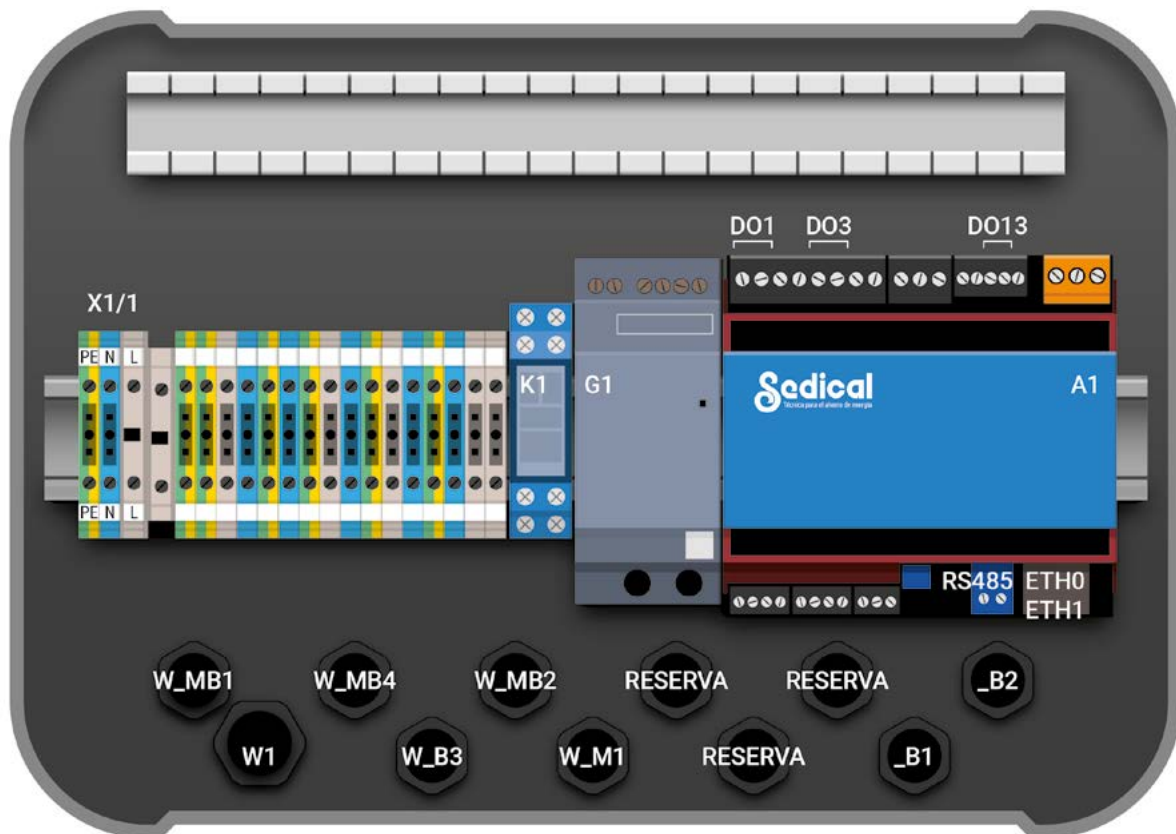 DO1 DO3 DO13
X1/1
PE N L
K1 G1 Sedical A1
Técnica para el ahorro de energía
PE N L
RS485 ETH0
ETH1
W_MB1 W_MB4 W_MB2 RESERVA RESERVA _B2
W1 W_B3 W_M1 RESERVA _B1